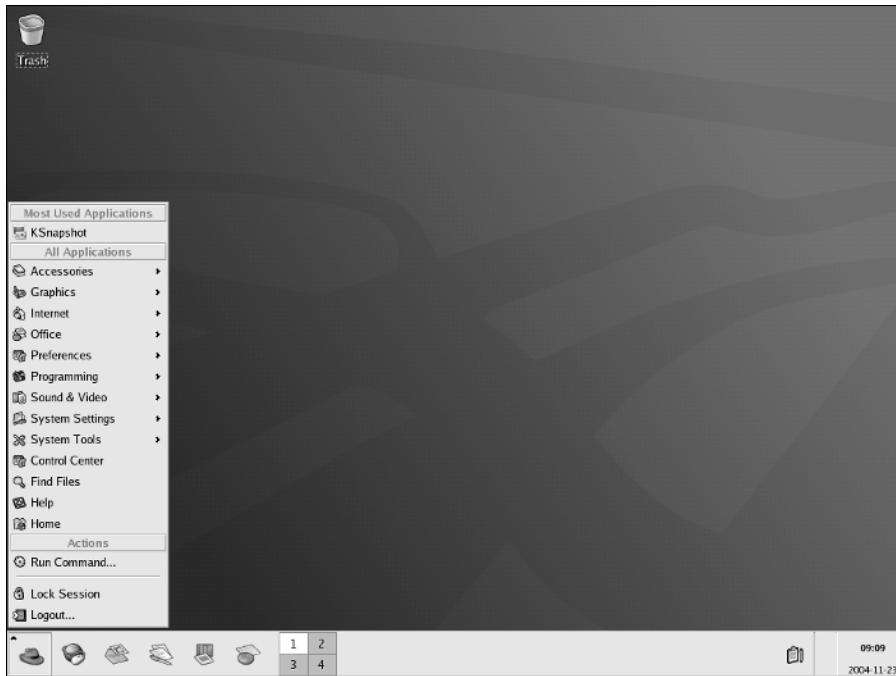 Trash
Most Used Applications
KSnapshot
All Applications
Accessories
Graphics
Internet
Office
Preferences
Programming
Sound & Video
System Settings
System Tools
Control Center
Find Files
Help
Home
Actions
Run Command...
Lock Session
Logout...
1 2
3 4
09:09
2004-11-23